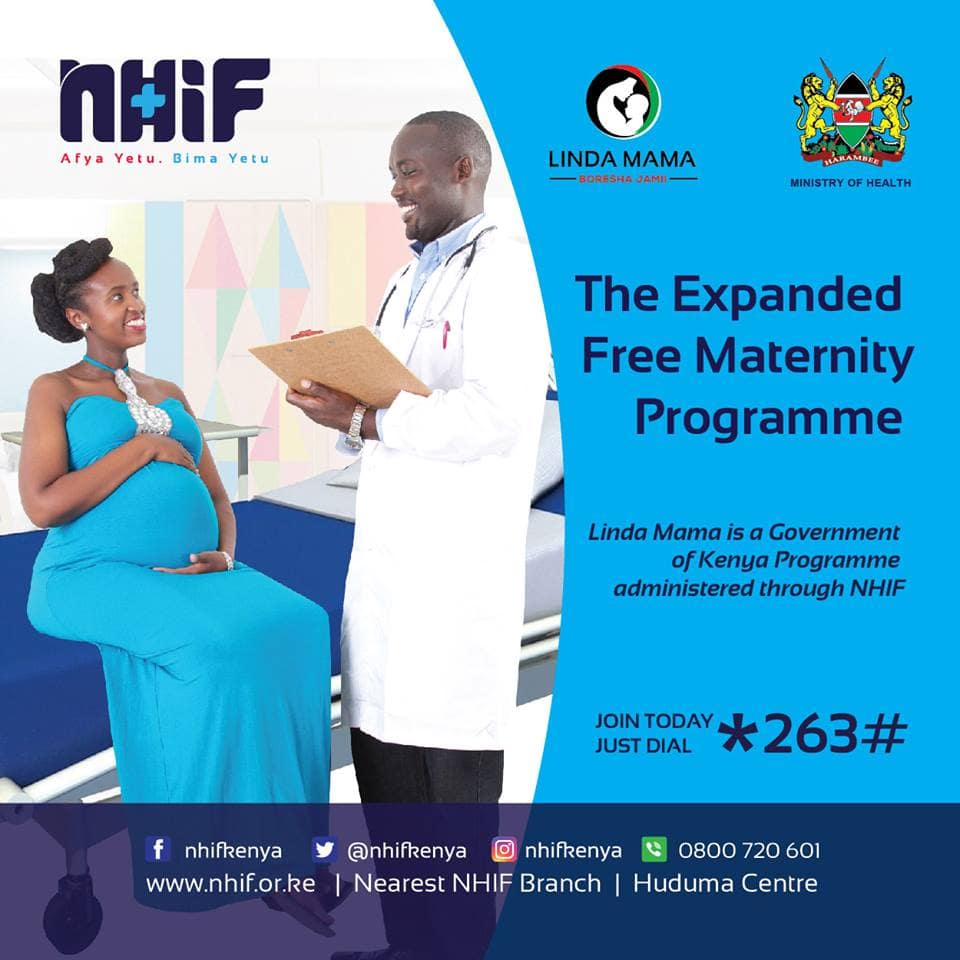 NHiF
Afya Yetu. Bima Yetu
LINDA MAMA
BORESHA JAMII
HARAMBEE
MINISTRY OF HEALTH
The Expanded
Free Maternity
Programme
Linda Mama is a Government
of Kenya Programme
administered through NHIF
JOIN TODAY
JUST DIAL *263#
nhifkenya @nhifkenya nhifkenya 0800 720 601
www.nhif.or.ke | Nearest NHIF Branch | Huduma Centre